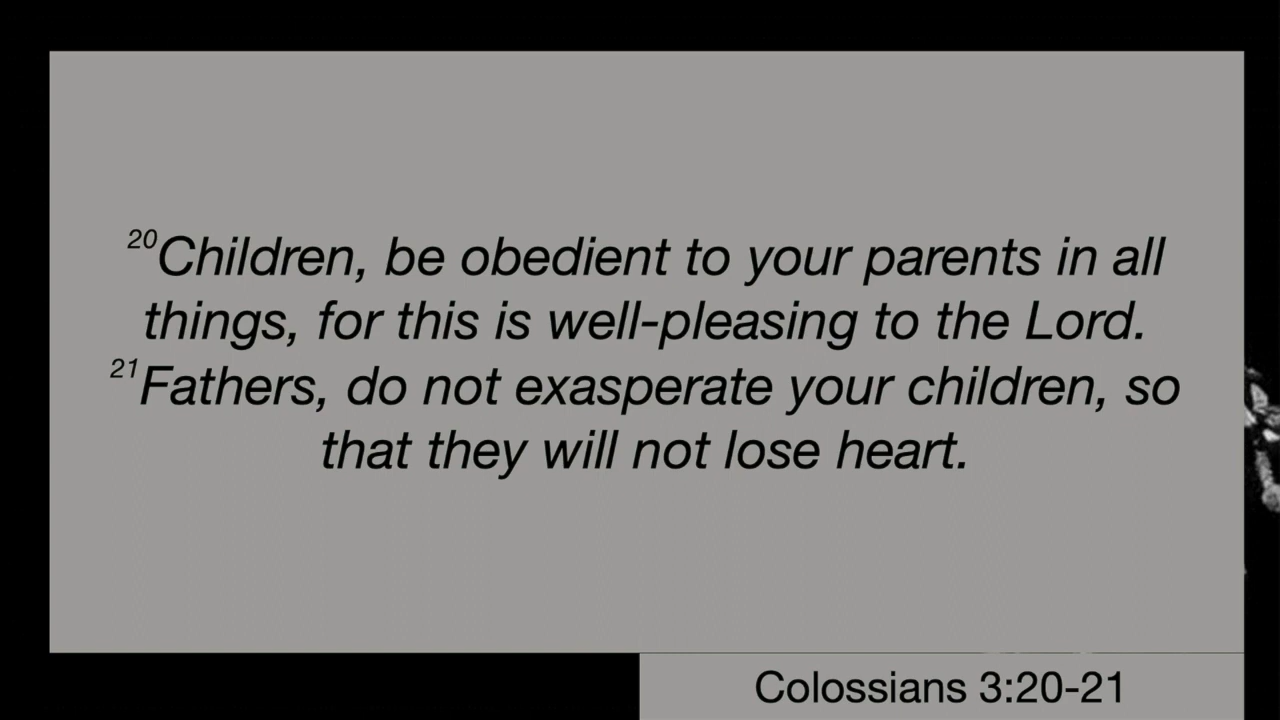 20Children, be obedient to your parents in all
things, for this is well-pleasing to the Lord.
21Fathers, do not exasperate your children, so
that they will not lose heart.
Colossians 3:20-21